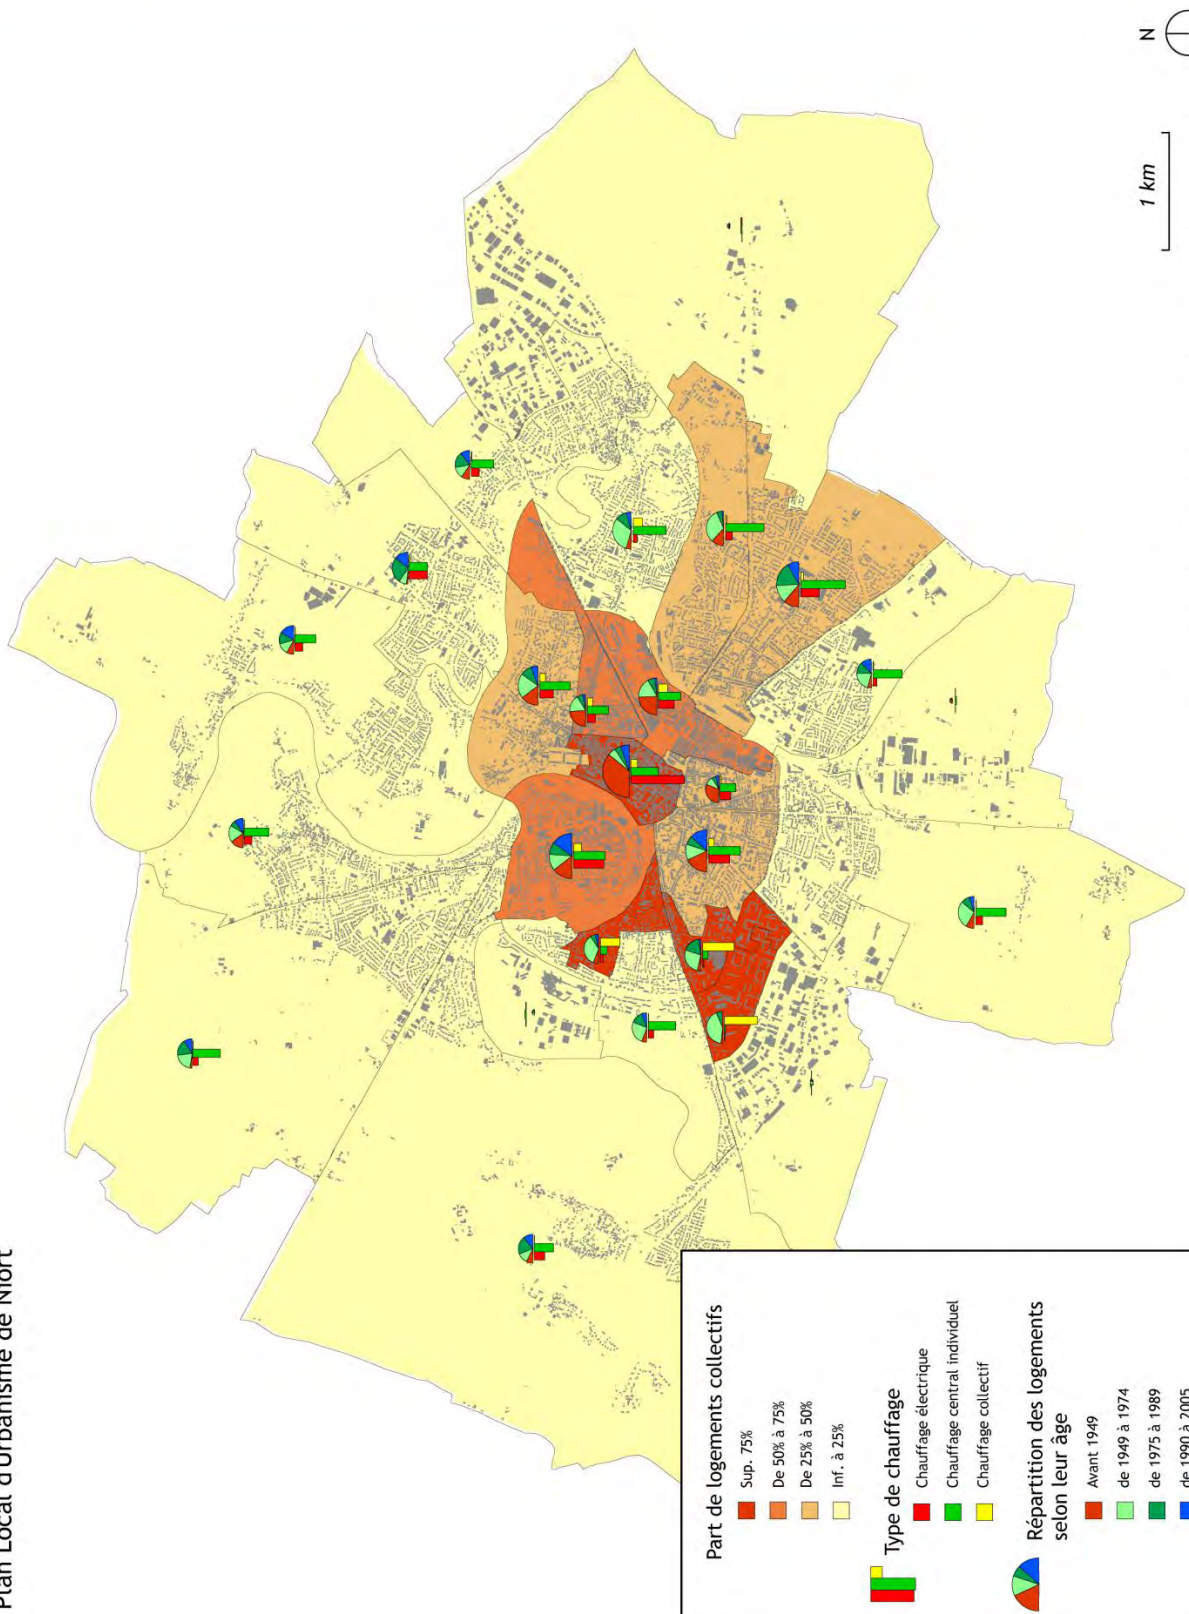 Plan Local d'Urbanisme de Niort
N
1 km
Part de logements collectifs
Sup. 75%
De 50% à 75%
De 25% à 50%
Inf. à 25%
Type de chauffage
Chauffage électrique
Chauffage central individuel
Chauffage collectif
Répartition des logements
selon leur âge
Avant 1949
de 1949 à 1974
de 1975 à 1989
de 1990 à 2005